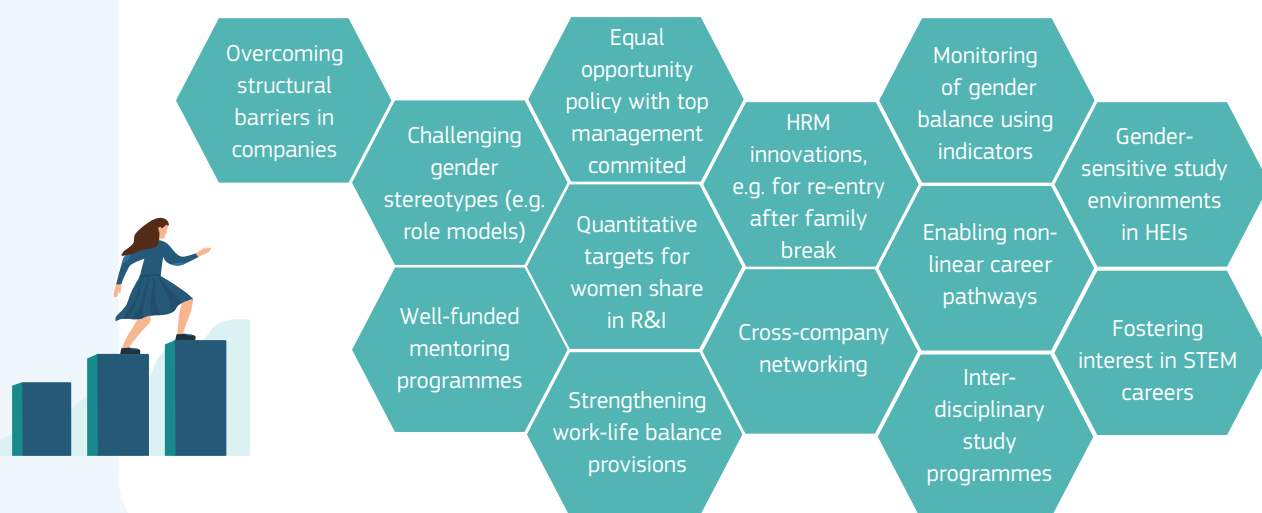 Overcoming
structural
barriers in
companies
Challenging
gender
stereotypes (e.g.
role models)
Well-funded
mentoring
programmes
Equal
opportunity
policy with top
management
commited
Quantitative
targets for
women share
in R&I
Strengthening
work-life balance
provisions
HRM
innovations,
e.g. for re-entry
after family
break
Cross-company
networking
Monitoring
of gender
balance using
indicators
Enabling non-
linear career
pathways
Inter-
disciplinary
study
programmes
Gender-
sensitive study
environments
in HEIs
Fostering
interest in STEM
careers